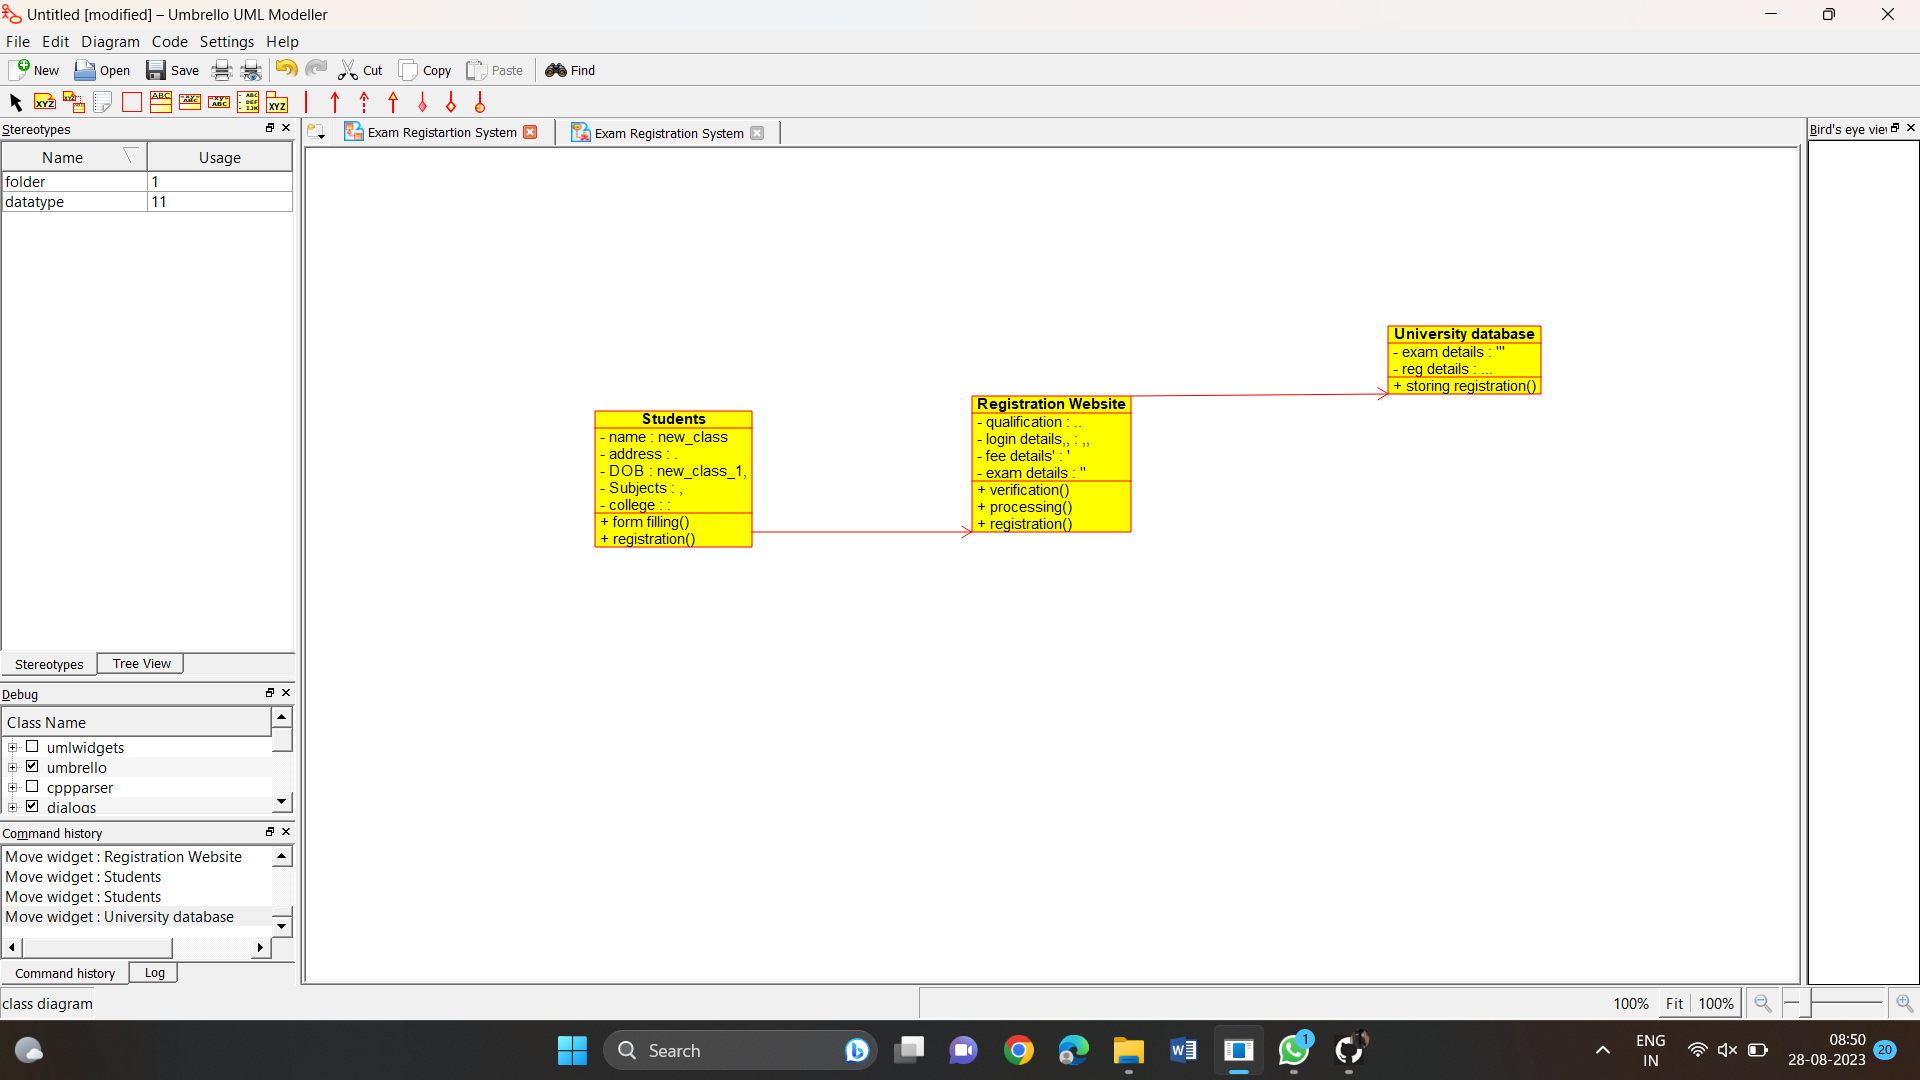 Untitled [modified] – Umbrello UML Modeller
File Edit Diagram Code Settings Help
New Open Save Cut Copy Paste Find
Stereotypes
Name Usage
folder 1
datatype 11
Stereotypes Tree View
Debug
Class Name
umlwidgets
umbrello
cppparser
dialogs
Command history
Move widget : Registration Website
Move widget : Students
Move widget : Students
Move widget : University database
Command history Log
class diagram
Exam Registartion System
Exam Registration System
Students
- name : new_class
- address : .
- DOB : new_class_1,
- Subjects : ,
- college : :
+ form filling()
+ registration()
Registration Website
- qualification : ..
- login details,, : ,,
- fee details' : '
- exam details : ''
+ verification()
+ processing()
+ registration()
University database
- exam details : '''
- reg details : ...
+ storing registration()
Bird's eye view
100% Fit 100%
Search
1
ENG
IN
08:50
28-08-2023
20